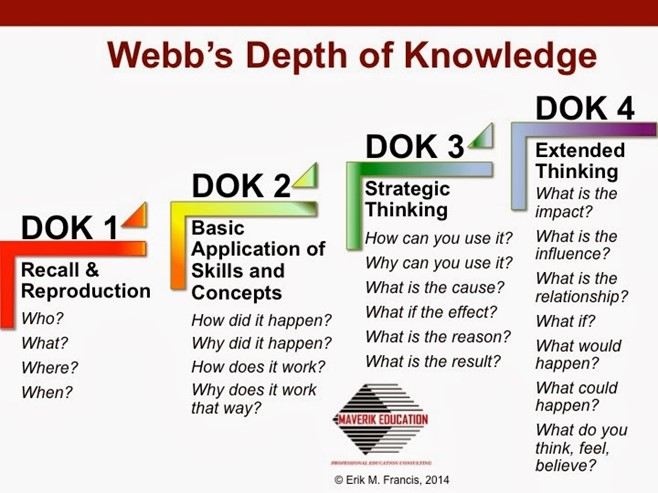 Webb's Depth of Knowledge
DOK 1
Recall &
Reproduction
Who?
What?
Where?
When?
DOK 2
Basic
Application of
Skills and
Concepts
How did it happen?
Why did it happen?
How does it work?
Why does it work
that way?
DOK 3
Strategic
Thinking
How can you use it?
Why can you use it?
What is the cause?
What if the effect?
What is the reason?
What is the result?
DOK 4
Extended
Thinking
What is the
impact?
What is the
influence?
What is the
relationship?
What if?
What would
happen?
What could
happen?
What do you
think, feel,
believe?
MAVERIK EDUCATION
PROFESSIONAL EDUCATION CONSULTING
© Erik M. Francis, 2014